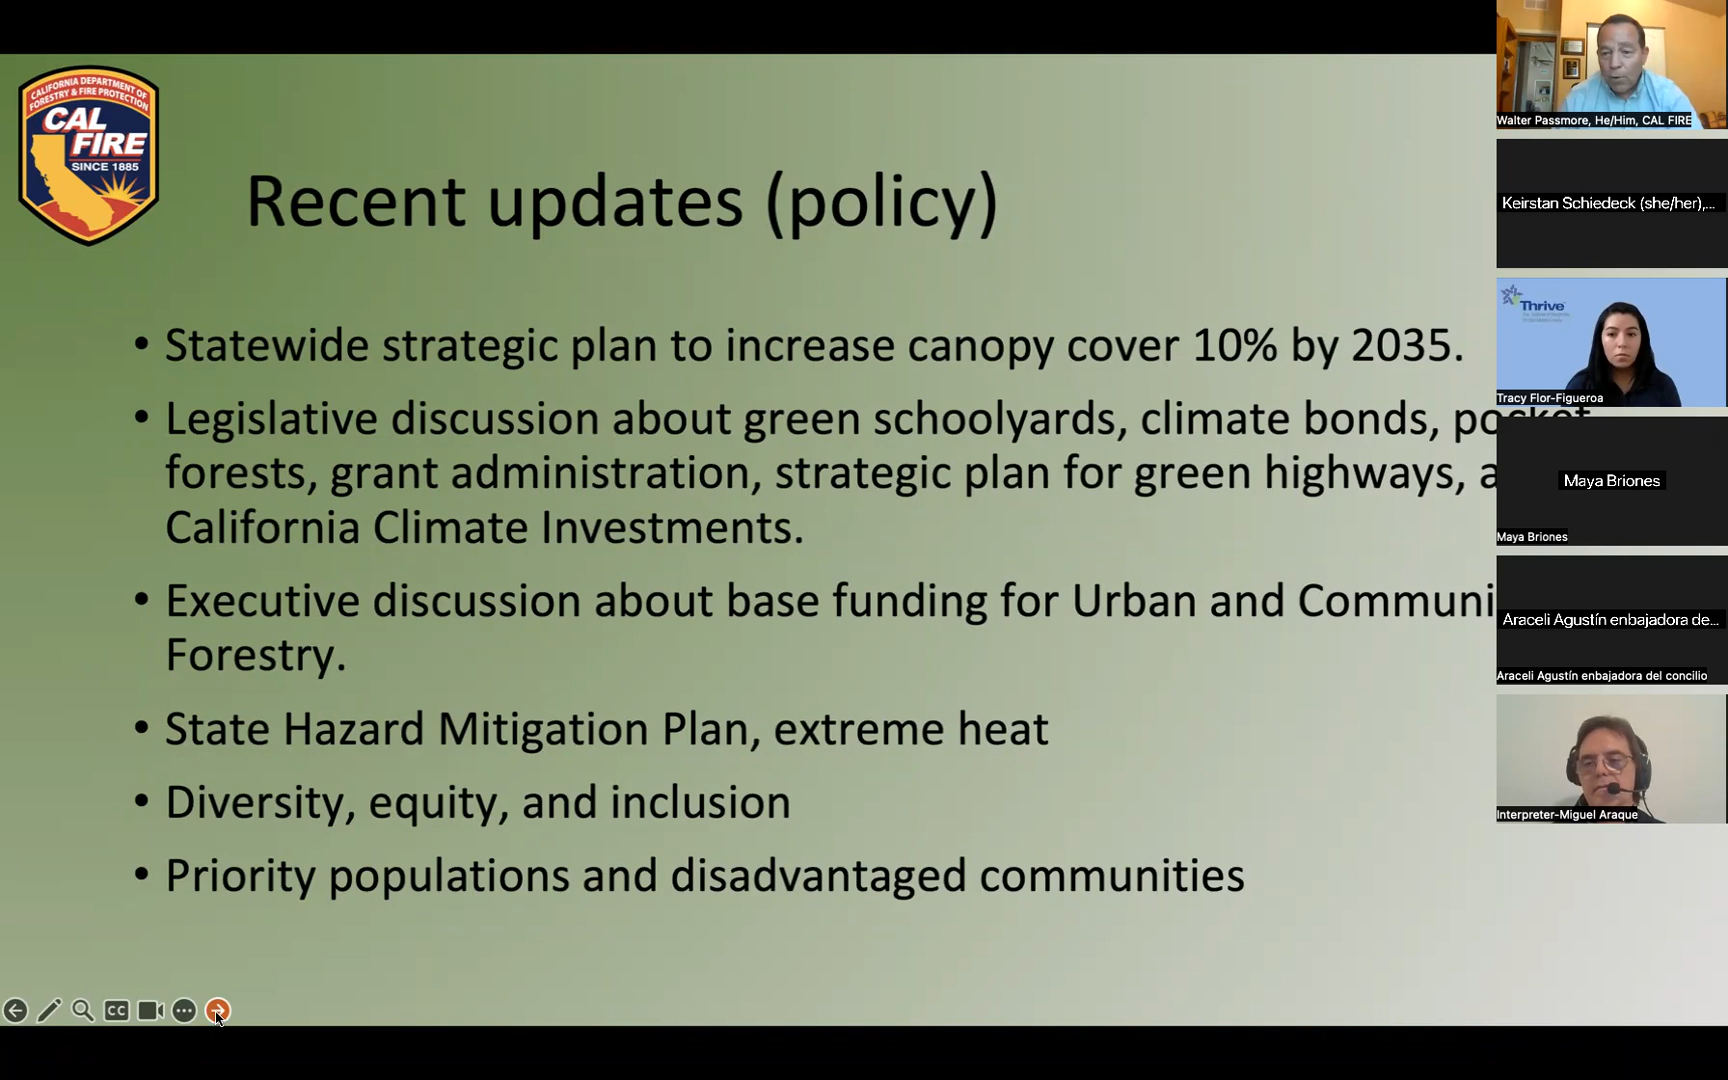 CALIFORNIA DEPARTMENT OF
FORESTRY & FIRE PROTECTION
CAL
FIRE
SINCE 1885
Recent updates (policy)
• Statewide strategic plan to increase canopy cover 10% by 2035.
• Legislative discussion about green schoolyards, climate bonds, pocket
forests, grant administration, strategic plan for green highways, a
California Climate Investments.
• Executive discussion about base funding for Urban and Communi
Forestry.
• State Hazard Mitigation Plan, extreme heat
• Diversity, equity, and inclusion
• Priority populations and disadvantaged communities
CC
Walter Passmore, He/Him, CAL FIRE
Keirstan Schiedeck (she/her),...
Thrive
Tracy Flor-Figueroa
Maya Briones
Maya Briones
Araceli Agustín enbajadora de...
Araceli Agustín enbajadora del concilio
Interpreter-Miguel Araque